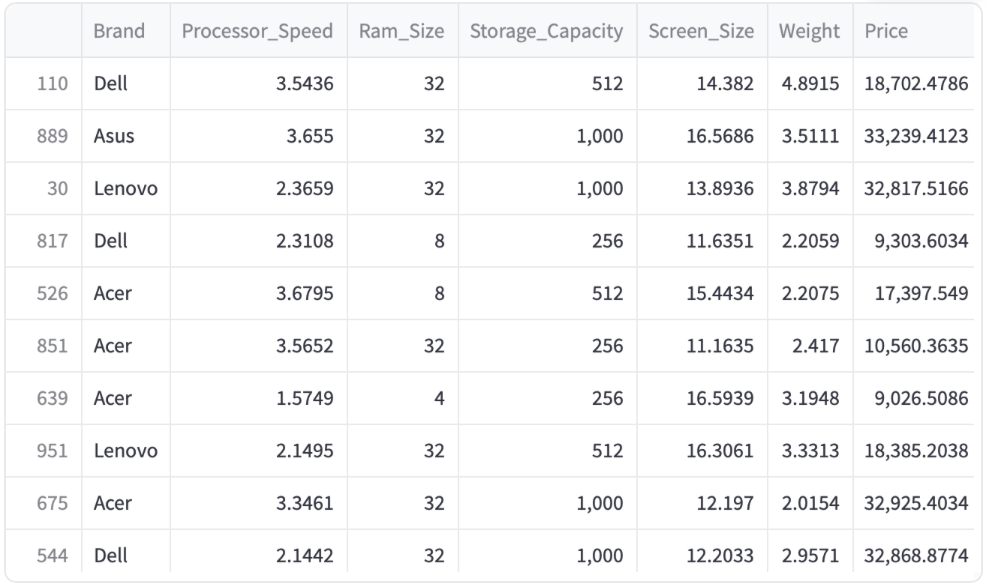 Brand Processor_Speed Ram_Size Storage_Capacity Screen_Size Weight Price
110 Dell 3.5436 32 512 14.382 4.8915 18,702.4786
889 Asus 3.655 32 1,000 16.5686 3.5111 33,239.4123
30 Lenovo 2.3659 32 1,000 13.8936 3.8794 32,817.5166
817 Dell 2.3108 8 256 11.6351 2.2059 9,303.6034
526 Acer 3.6795 8 512 15.4434 2.2075 17,397.549
851 Acer 3.5652 32 256 11.1635 2.417 10,560.3635
639 Acer 1.5749 4 256 16.5939 3.1948 9,026.5086
951 Lenovo 2.1495 32 512 16.3061 3.3313 18,385.2038
675 Acer 3.3461 32 1,000 12.197 2.0154 32,925.4034
544 Dell 2.1442 32 1,000 12.2033 2.9571 32,868.8774